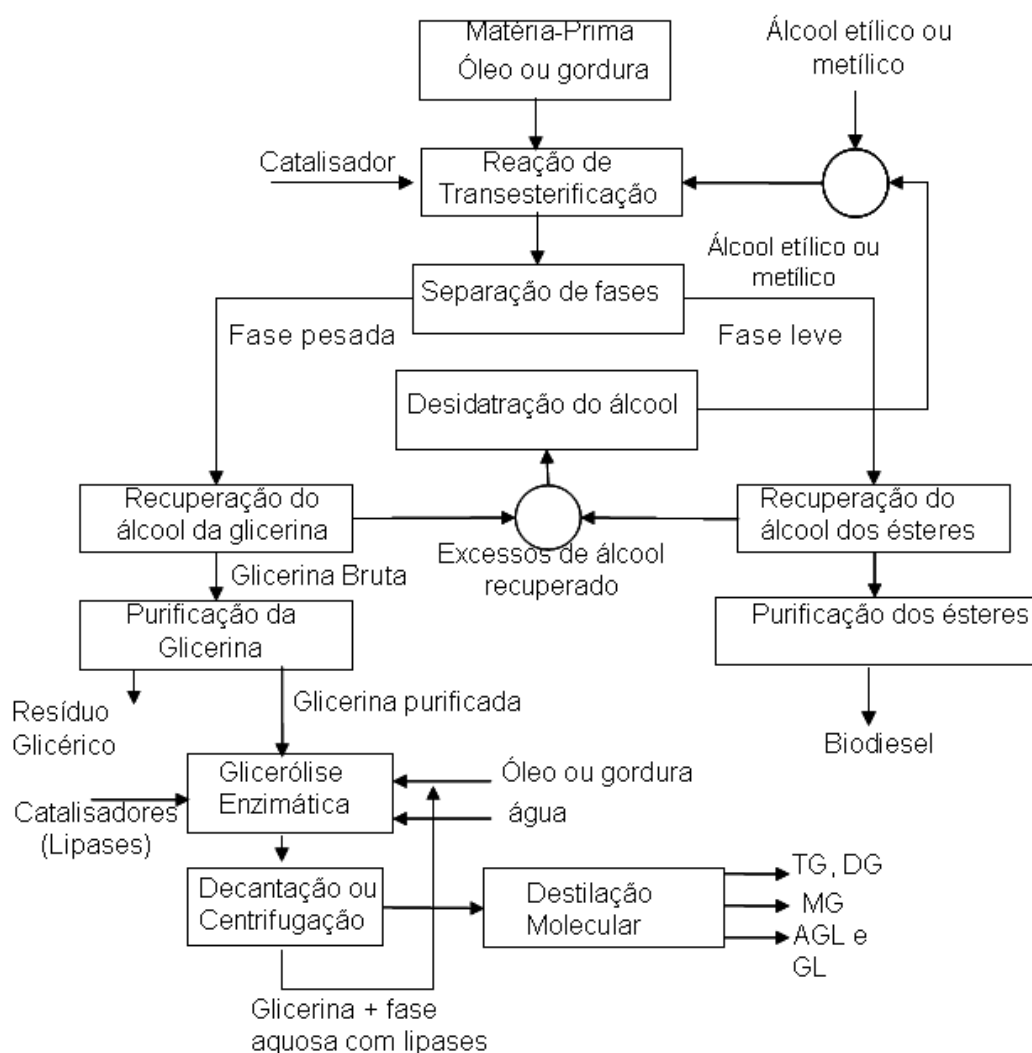 Matéria-Prima
Óleo ou gordura
Álcool etílico ou
metílico
Catalisador
Reação de
Transesterificação
Álcool etílico ou
metílico
Separação de fases
Fase pesada
Fase leve
Desidatração do álcool
Recuperação do
álcool da glicerina
Recuperação do
álcool dos ésteres
Excessos de álcool
recuperado
Glicerina Bruta
Purificação da
Glicerina
Purificação dos ésteres
Resíduo
Glicérico
Glicerina purificada
Biodiesel
Glicerólise
Enzimática
Óleo ou gordura
água
Catalisadores
(Lipases)
Decantação ou
Centrifugação
Destilação
Molecular
TG, DG
MG
AGL e
GL
Glicerina + fase
aquosa com lipases